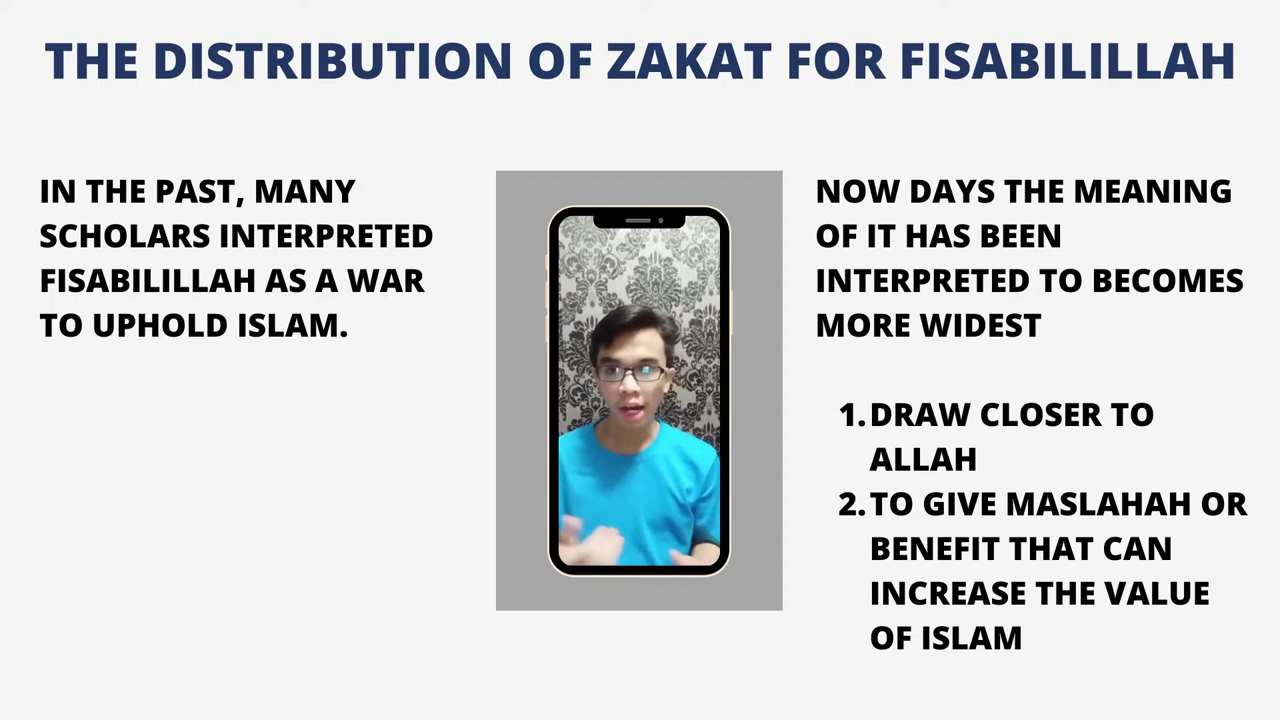 THE DISTRIBUTION OF ZAKAT FOR FISABILILLAH
IN THE PAST, MANY
SCHOLARS INTERPRETED
FISABILILLAH AS A WAR
TO UPHOLD ISLAM.
NOW DAYS THE MEANING
OF IT HAS BEEN
INTERPRETED TO BECOMES
MORE WIDEST
1. DRAW CLOSER TO
ALLAH
2. TO GIVE MASLAHAH OR
BENEFIT THAT CAN
INCREASE THE VALUE
OF ISLAM